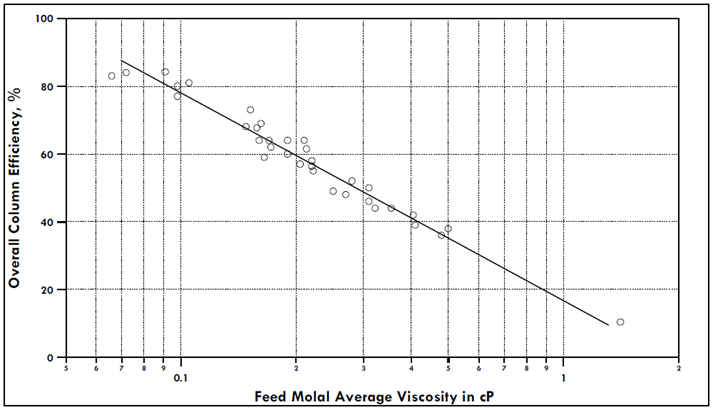 100
80
60
40
20
0
Overall Column Efficiency, %
5 6 7 8 9 0.1 2 3 4 5 6 7 8 9 1 2
Feed Molal Average Viscosity in cP